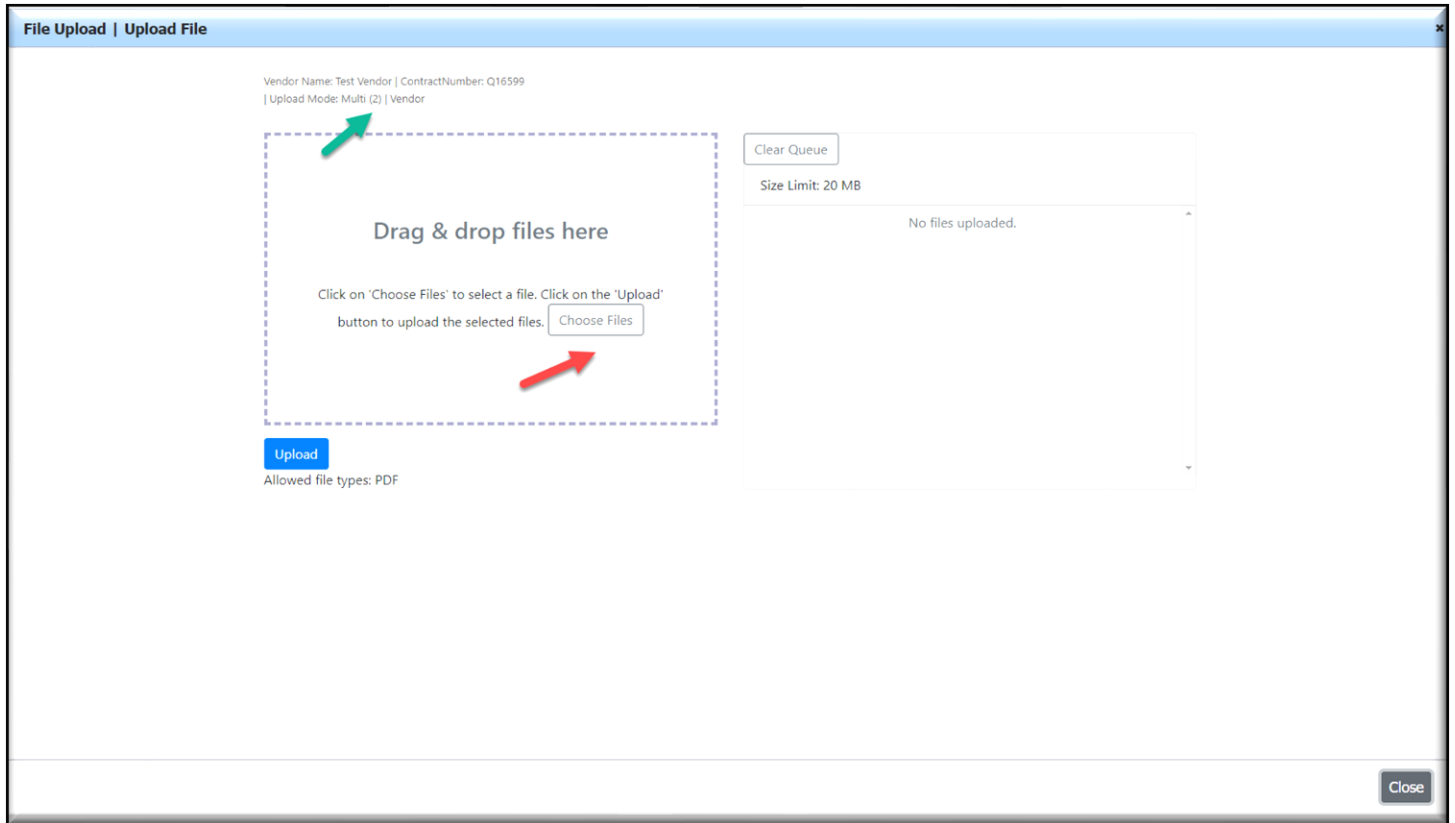 File Upload | Upload File
×
Vendor Name: Test Vendor | ContractNumber: Q16599
| Upload Mode: Multi (2) | Vendor
Drag & drop files here
Click on 'Choose Files' to select a file. Click on the 'Upload'
button to upload the selected files. Choose Files
Upload
Allowed file types: PDF
Clear Queue
Size Limit: 20 MB
No files uploaded.
Close